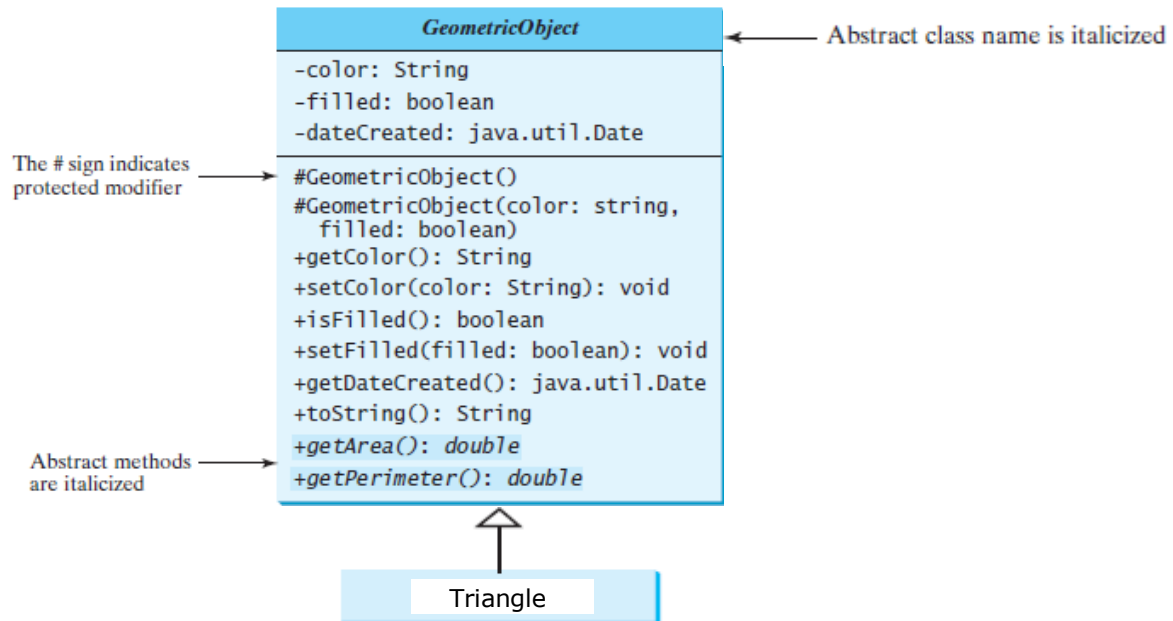 GeometricObject
Abstract class name is italicized
-color: String
-filled: boolean
-dateCreated: java.util.Date
The # sign indicates
protected modifier
#GeometricObject()
#GeometricObject(color: string,
filled: boolean)
+getColor(): String
+setColor(color: String): void
+isFilled(): boolean
+setFilled(filled: boolean): void
+getDateCreated(): java.util.Date
+toString(): String
+getArea(): double
Abstract methods
are italicized
+getPerimeter(): double
Triangle